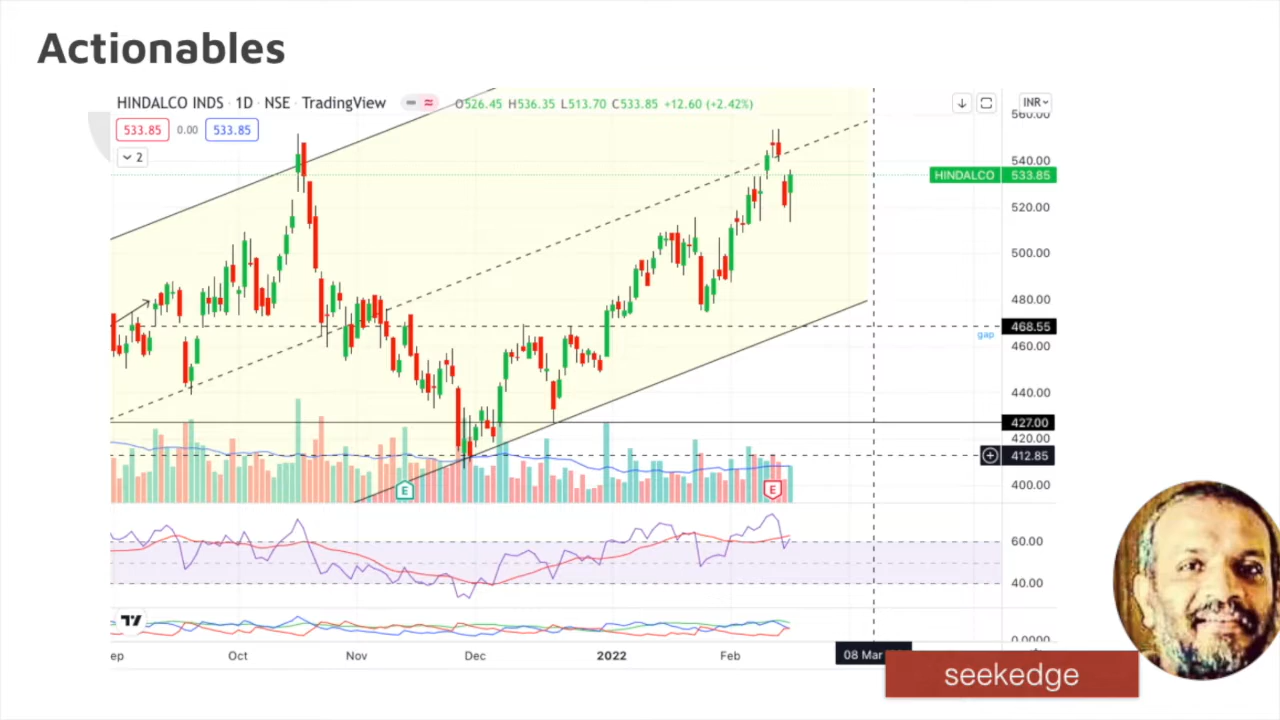 Actionables
HINDALCO INDS · 1D · NSE · TradingView
O526.45 H536.35 L513.70 C533.85 +12.60 (+2.42%)
INR
533.85 0.00 533.85
2
560.00
540.00
HINDALCO 533.85
520.00
500.00
480.00
468.55
gap
460.00
440.00
427.00
420.00
412.85
400.00
E
E
60.00
40.00
0.0000
ep Oct Nov Dec 2022 Feb 08 Mar
seekedge